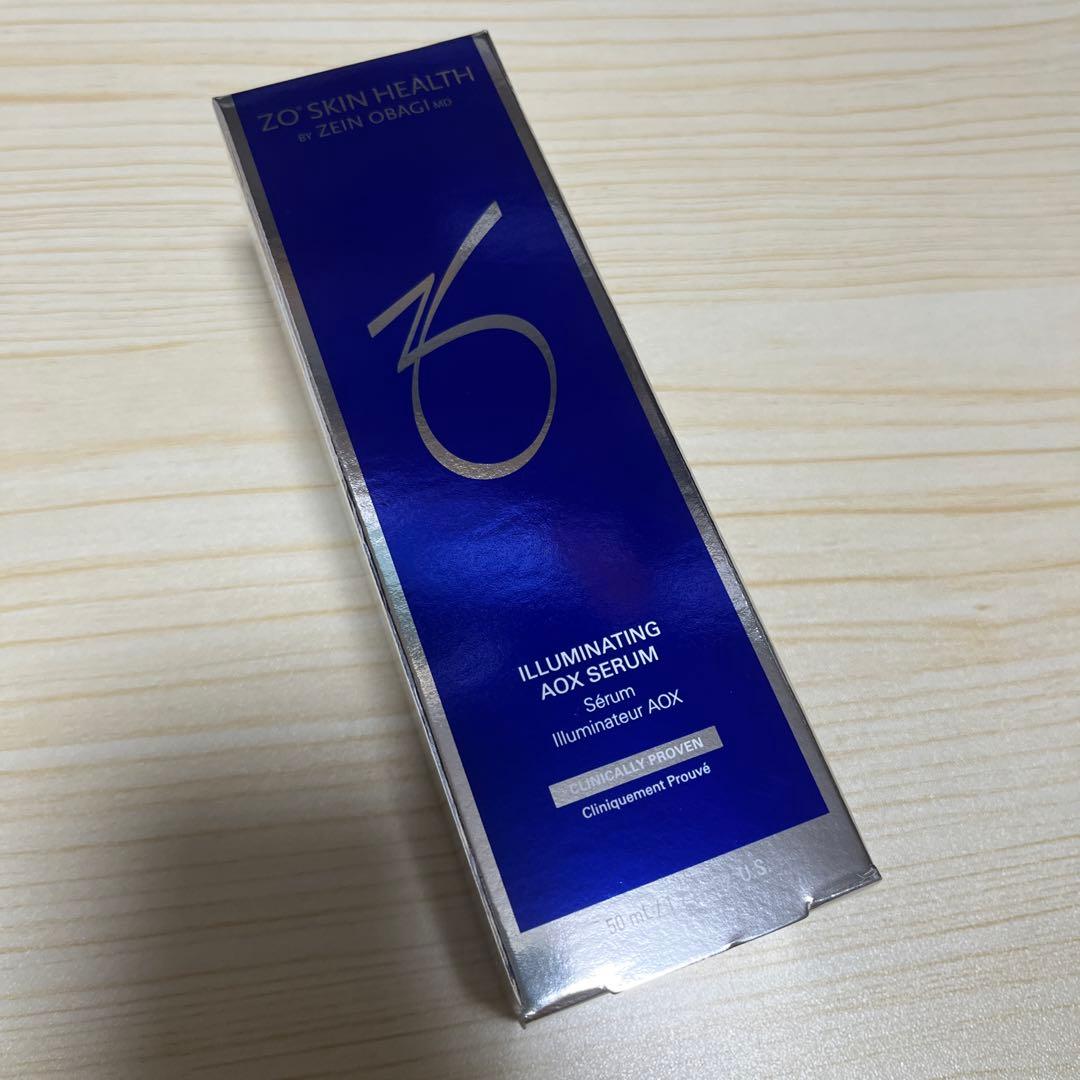 ZO® SKIN HEALTH
BY ZEIN OBAGI MD
ILLUMINATING
AOX SERUM
Sérum
Illuminateur AOX
CLINICALLY PROVEN
Cliniquement Prouvé
50 mL / 1 U.S.